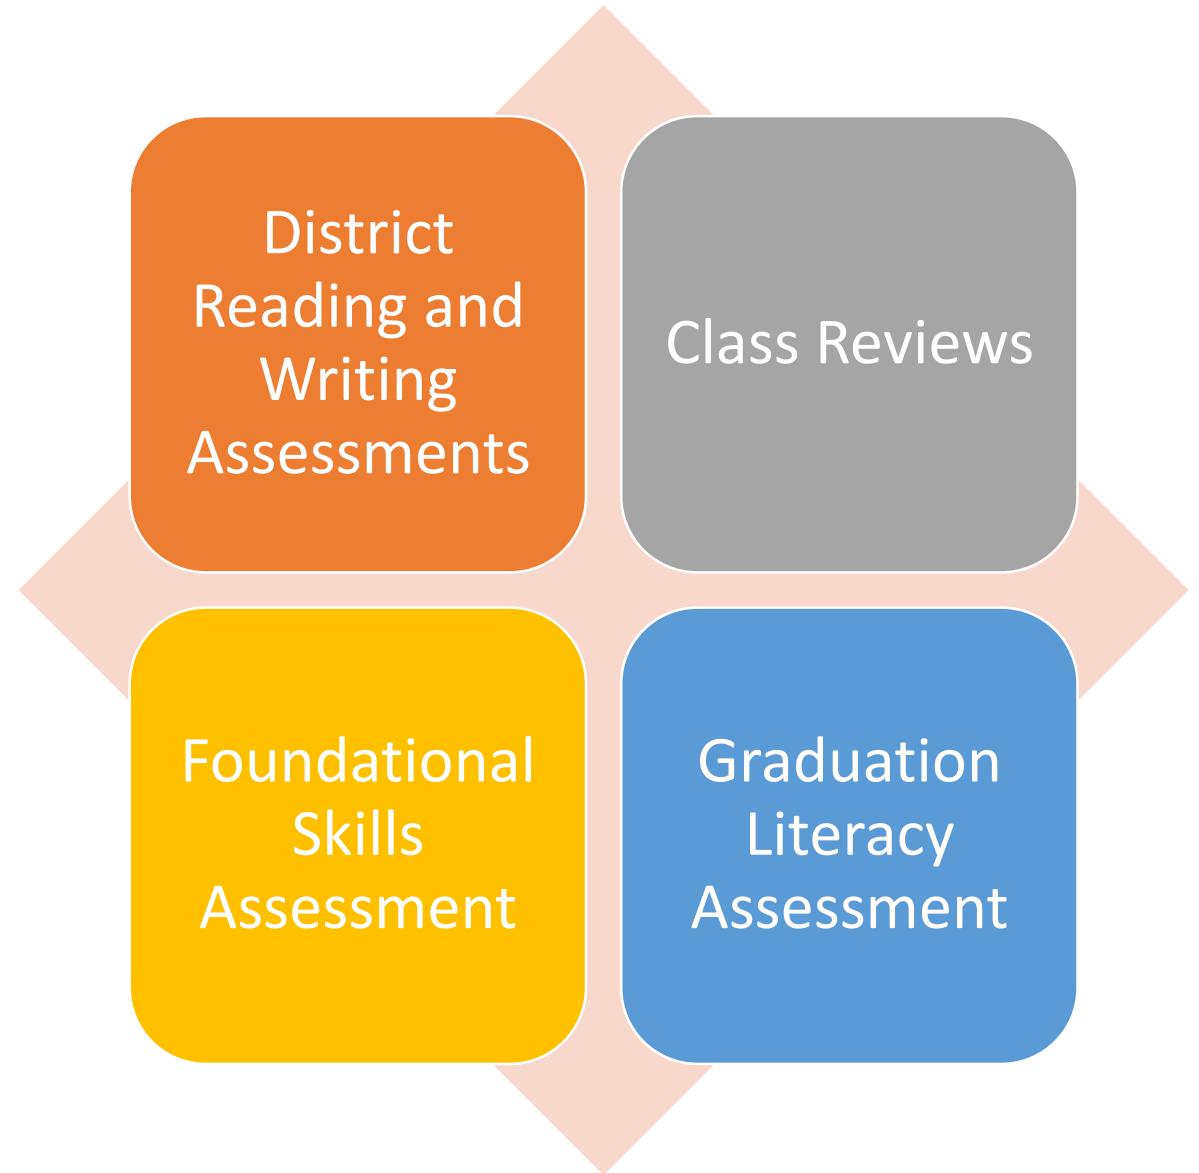 District
Reading and
Writing
Assessments
Class Reviews
Foundational
Skills
Assessment
Graduation
Literacy
Assessment